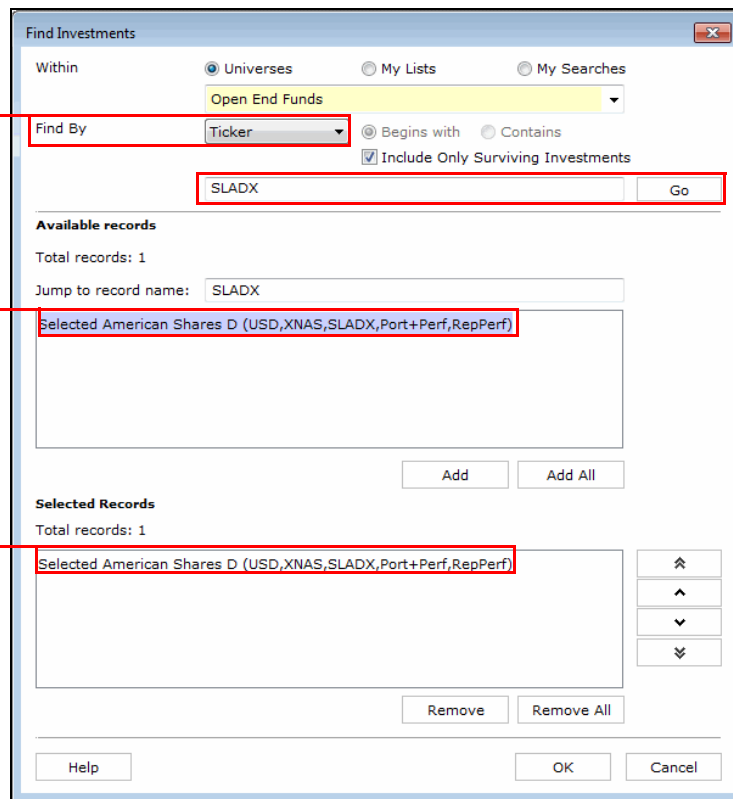 Find Investments
Within Universes My Lists My Searches
Open End Funds
Find By Ticker Begins with Contains
Include Only Surviving Investments
SLADX Go
Available records
Total records: 1
Jump to record name: SLADX
Selected American Shares D (USD,XNAS,SLADX,Port+Perf,RepPerf)
Add Add All
Selected Records
Total records: 1
Selected American Shares D (USD,XNAS,SLADX,Port+Perf,RepPerf)
Remove Remove All
Help OK Cancel